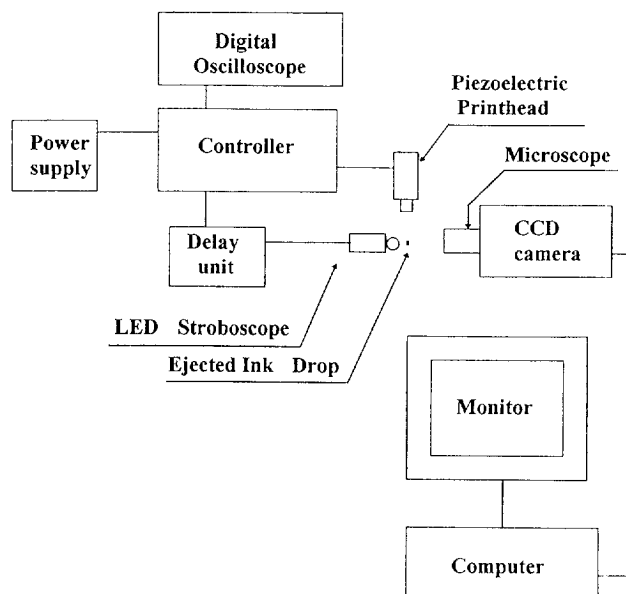 Digital
Oscilloscope
Piezoelectric
Printhead
Power
supply
Controller
Microscope
Delay
unit
CCD
camera
LED Stroboscope
Ejected Ink Drop
Monitor
Computer